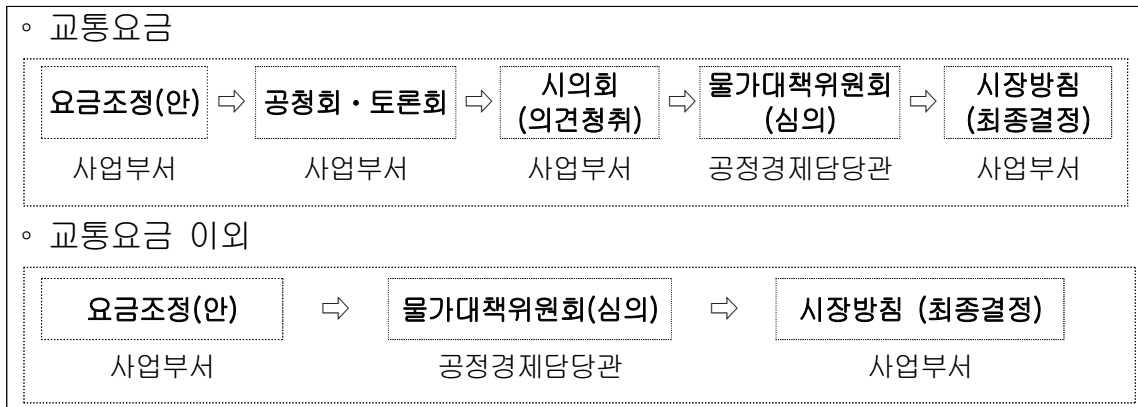 ◦ 교통요금
요금조정(안) ⇨ 공청회・토론회 ⇨ 시의회 (의견청취) ⇨ 물가대책위원회 (심의) ⇨ 시장방침 (최종결정)
사업부서 사업부서 사업부서 공정경제담당관 사업부서
◦ 교통요금 이외
요금조정(안) ⇨ 물가대책위원회(심의) ⇨ 시장방침 (최종결정)
사업부서 공정경제담당관 사업부서